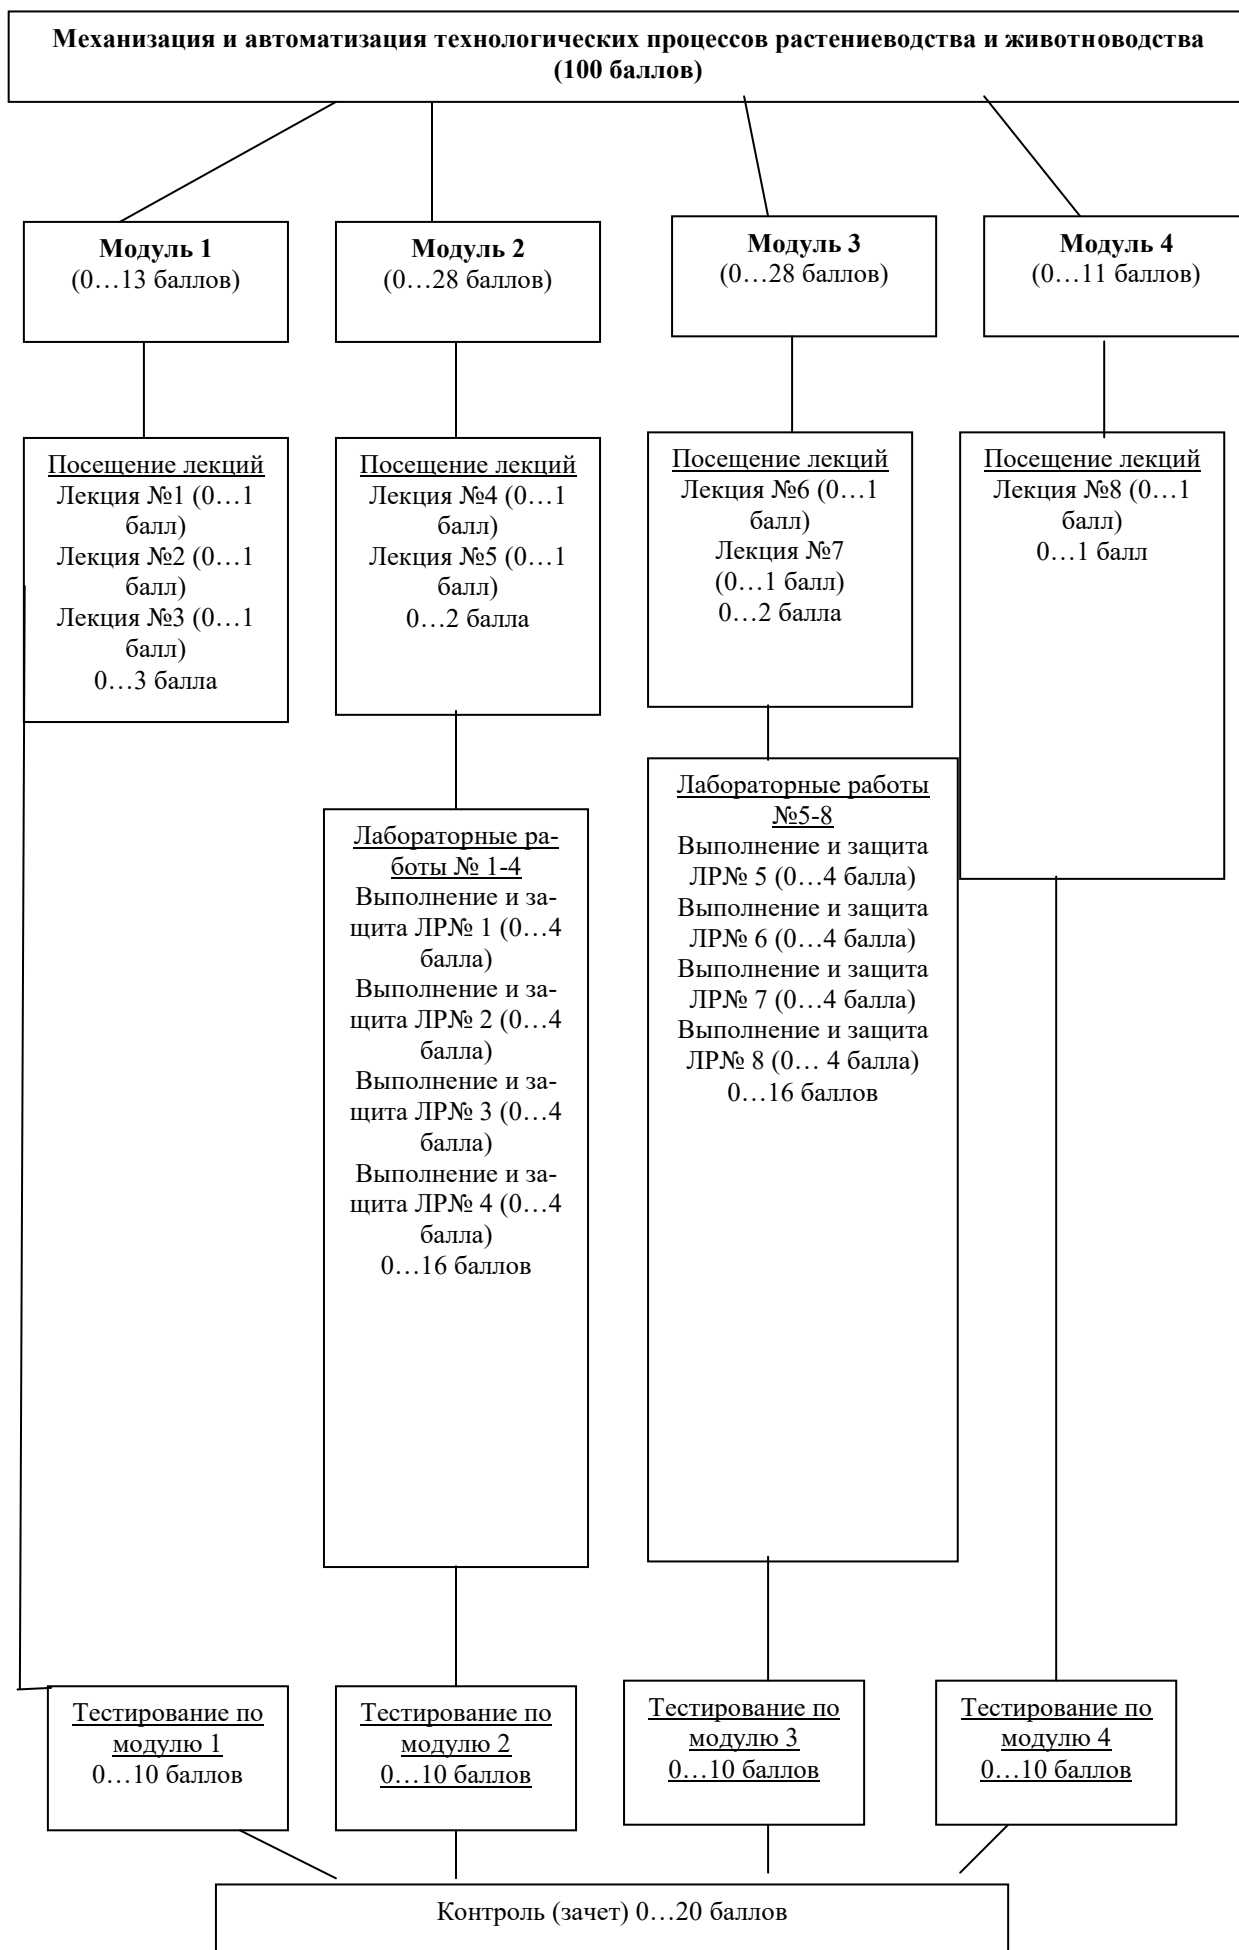 Механизация и автоматизация технологических процессов растениеводства и животноводства
(100 баллов)
Модуль 1
(0…13 баллов)
Модуль 2
(0…28 баллов)
Модуль 3
(0…28 баллов)
Модуль 4
(0…11 баллов)
Посещение лекций
Лекция №1 (0…1
балл)
Лекция №2 (0…1
балл)
Лекция №3 (0…1
балл)
0…3 балла
Посещение лекций
Лекция №4 (0…1
балл)
Лекция №5 (0…1
балл)
0…2 балла
Посещение лекций
Лекция №6 (0…1
балл)
Лекция №7
(0…1 балл)
0…2 балла
Посещение лекций
Лекция №8 (0…1
балл)
0…1 балл
Лабораторные ра-
боты № 1-4
Выполнение и за-
щита ЛР№ 1 (0…4
балла)
Выполнение и за-
щита ЛР№ 2 (0…4
балла)
Выполнение и за-
щита ЛР№ 3 (0…4
балла)
Выполнение и за-
щита ЛР№ 4 (0…4
балла)
0…16 баллов
Лабораторные работы
№5-8
Выполнение и защита
ЛР№ 5 (0…4 балла)
Выполнение и защита
ЛР№ 6 (0…4 балла)
Выполнение и защита
ЛР№ 7 (0…4 балла)
Выполнение и защита
ЛР№ 8 (0… 4 балла)
0…16 баллов
Тестирование по
модулю 1
0…10 баллов
Тестирование по
модулю 2
0…10 баллов
Тестирование по
модулю 3
0…10 баллов
Тестирование по
модулю 4
0…10 баллов
Контроль (зачет) 0…20 баллов